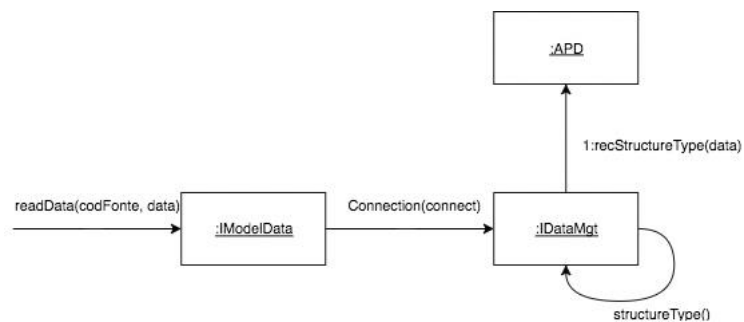 :APD
1:recStructureType(data)
readData(codFonte, data)
Connection(connect)
:IModelData
:IDataMgt
structureType()